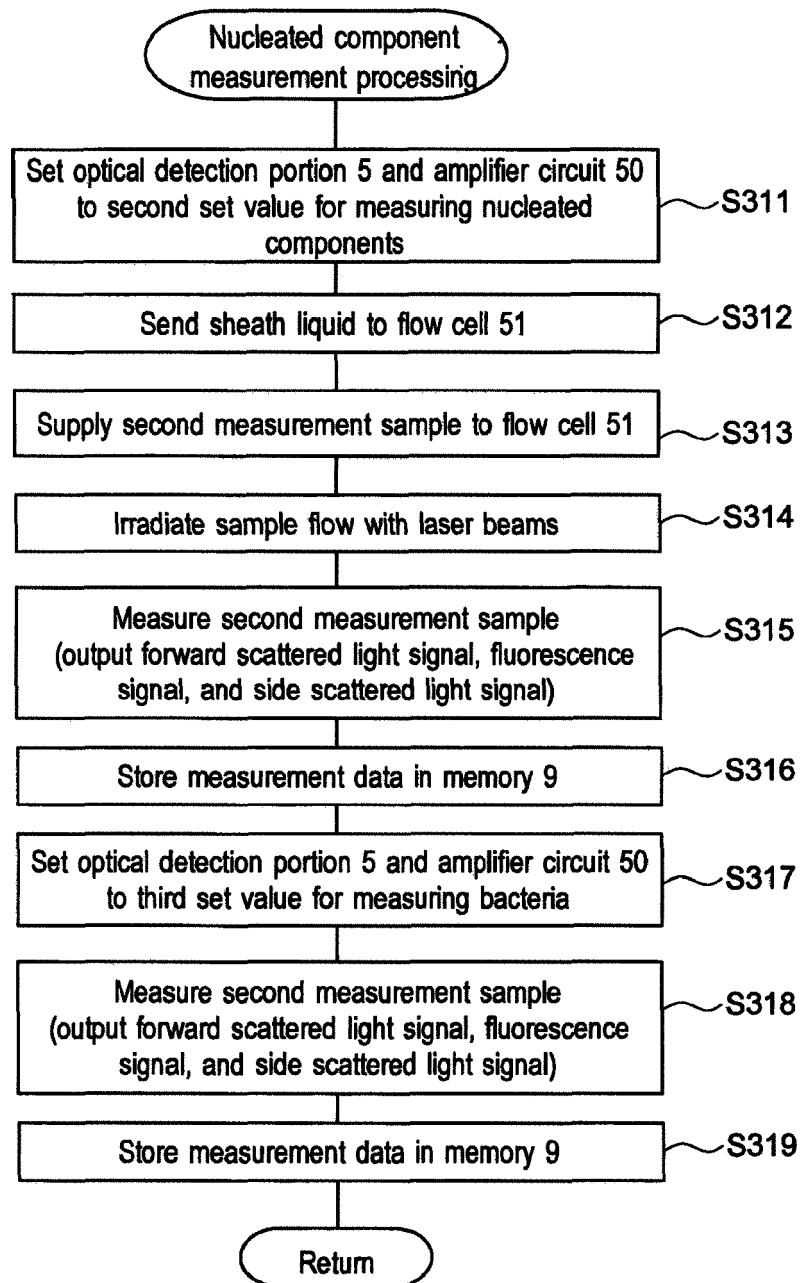 Nucleated component
measurement processing
Set optical detection portion 5 and amplifier circuit 50
to second set value for measuring nucleated
components
S311
Send sheath liquid to flow cell 51
S312
Supply second measurement sample to flow cell 51
S313
Irradiate sample flow with laser beams
S314
Measure second measurement sample
(output forward scattered light signal, fluorescence
signal, and side scattered light signal)
S315
Store measurement data in memory 9
S316
Set optical detection portion 5 and amplifier circuit 50
to third set value for measuring bacteria
S317
Measure second measurement sample
(output forward scattered light signal, fluorescence
signal, and side scattered light signal)
S318
Store measurement data in memory 9
S319
Return